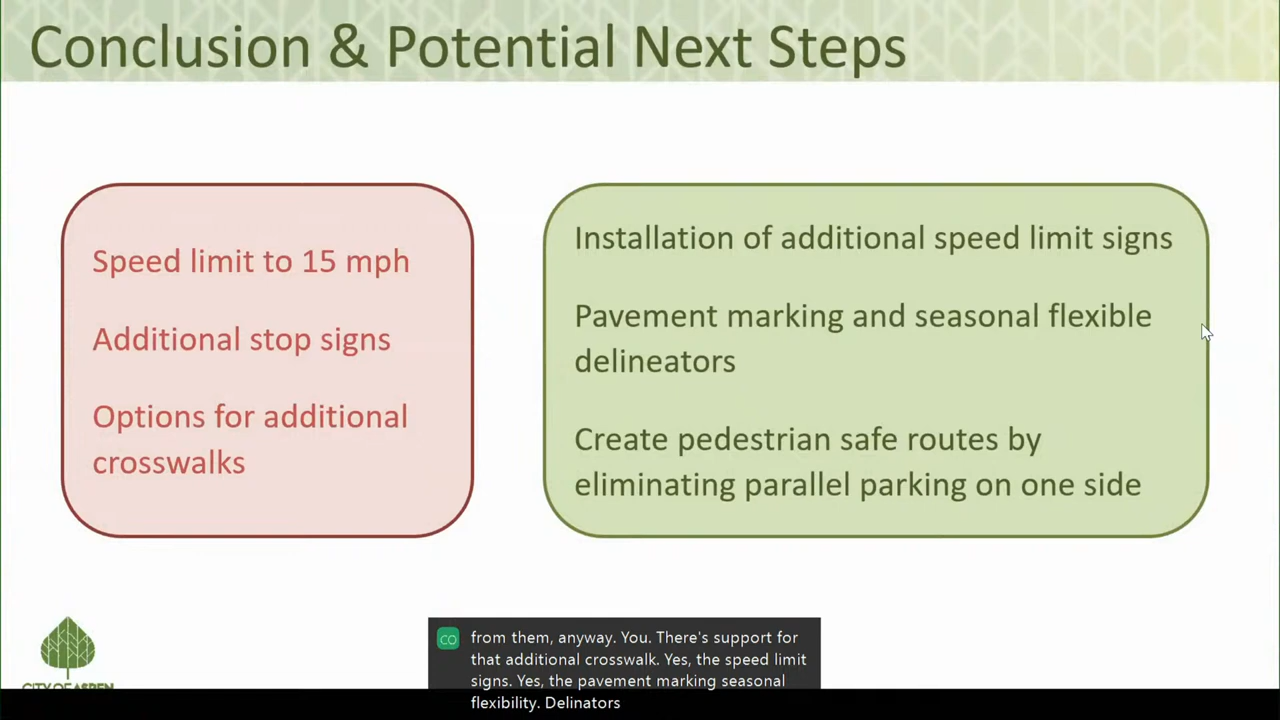 Conclusion & Potential Next Steps
Speed limit to 15 mph
Additional stop signs
Options for additional
crosswalks
Installation of additional speed limit signs
Pavement marking and seasonal flexible
delineators
Create pedestrian safe routes by
eliminating parallel parking on one side
CITY OF ASPEN
CO
from them, anyway. You. There's support for
that additional crosswalk. Yes, the speed limit
signs. Yes, the pavement marking seasonal
flexibility. Delinators